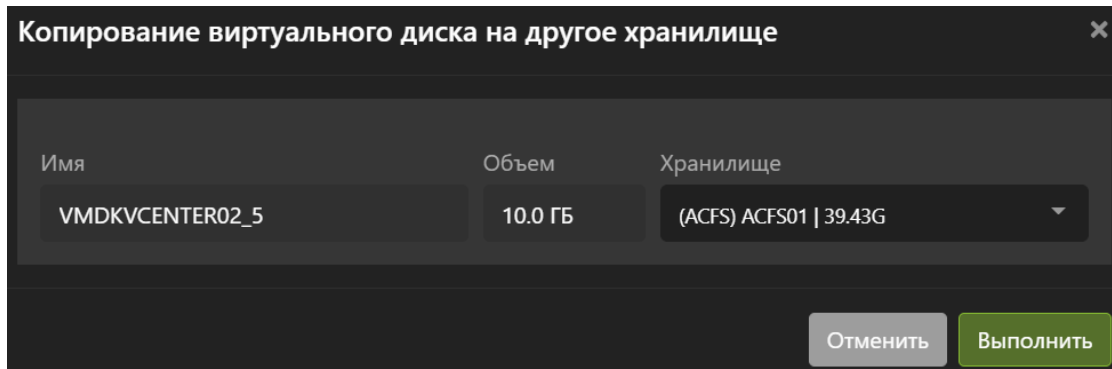 Копирование виртуального диска на другое хранилище
Имя Объем Хранилище
VMDKVCENTER02_5 10.0 ГБ (ACFS) ACFS01 | 39.43G
Отменить Выполнить